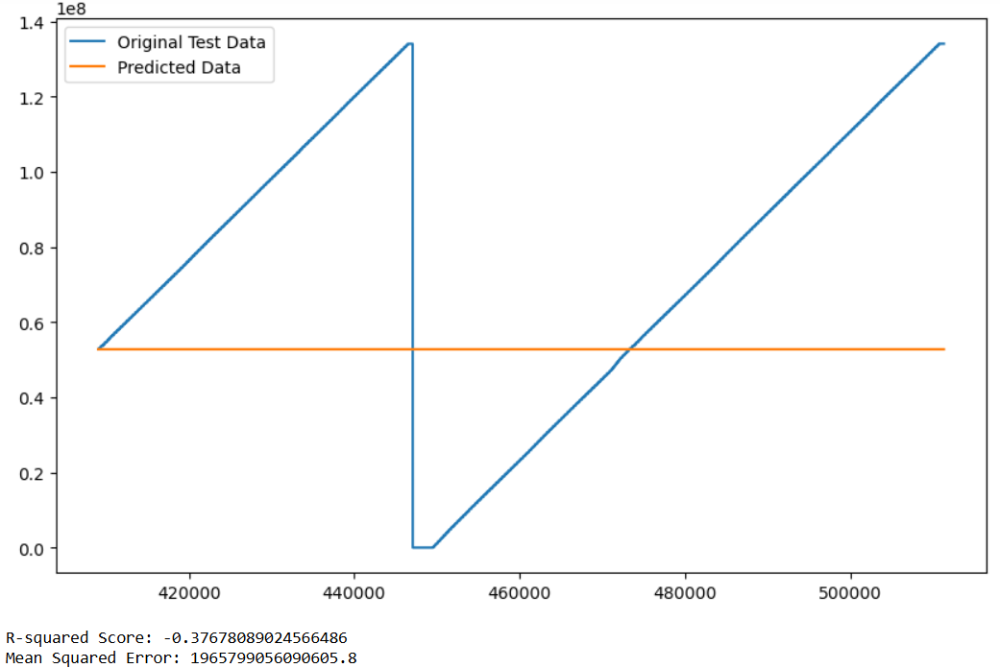 1e8
1.4
Original Test Data
Predicted Data
1.2
1.0
0.8
0.6
0.4
0.2
0.0
420000 440000 460000 480000 500000
R-squared Score: -0.37678089024566486
Mean Squared Error: 1965799056090605.8